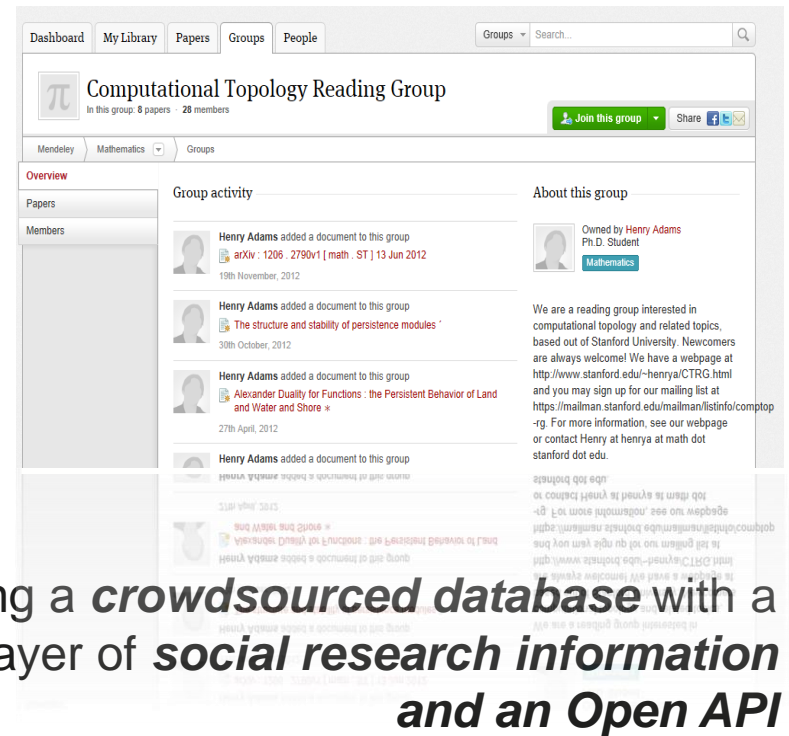 Dashboard My Library Papers Groups People Groups Search...
π Computational Topology Reading Group
In this group: 8 papers · 28 members
Join this group Share
Mendeley Mathematics Groups
Overview
Papers
Members
Group activity
Henry Adams added a document to this group
arXiv : 1206 . 2790v1 [ math . ST ] 13 Jun 2012
19th November, 2012
Henry Adams added a document to this group
The structure and stability of persistence modules ´
30th October, 2012
Henry Adams added a document to this group
Alexander Duality for Functions : the Persistent Behavior of Land
and Water and Shore ∗
27th April, 2012
Henry Adams added a document to this group
About this group
Owned by Henry Adams
Ph.D. Student
Mathematics
We are a reading group interested in
computational topology and related topics,
based out of Stanford University. Newcomers
are always welcome! We have a webpage at
http://www.stanford.edu/~henrya/CTRG.html
and you may sign up for our mailing list at
https://mailman.stanford.edu/mailman/listinfo/comptop
-rg. For more information, see our webpage
or contact Henry at henrya at math dot
stanford dot edu.
a crowdsourced database with a
of social research information
and an Open API